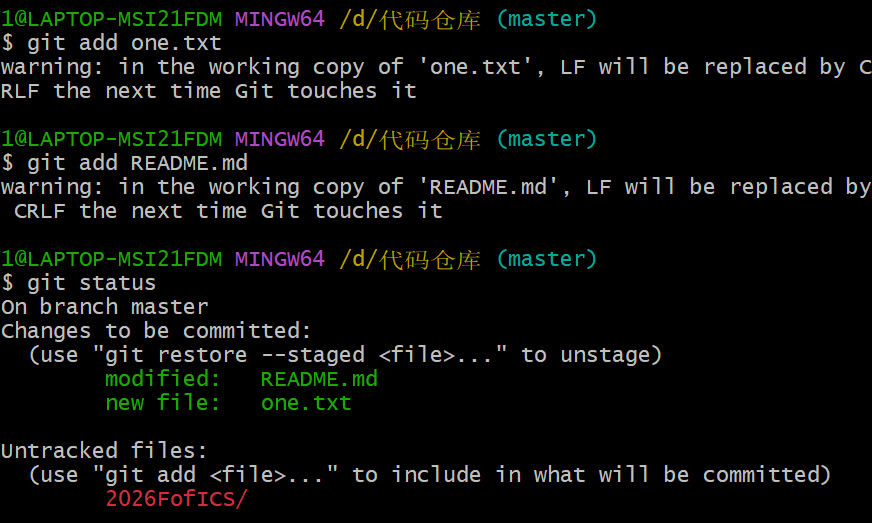 1@LAPTOP-MSI21FDM MINGW64 /d/代码仓库 (master)
$ git add one.txt
warning: in the working copy of 'one.txt', LF will be replaced by C
RLF the next time Git touches it
1@LAPTOP-MSI21FDM MINGW64 /d/代码仓库 (master)
$ git add README.md
warning: in the working copy of 'README.md', LF will be replaced by
 CRLF the next time Git touches it
1@LAPTOP-MSI21FDM MINGW64 /d/代码仓库 (master)
$ git status
On branch master
Changes to be committed:
  (use "git restore --staged <file>..." to unstage)
        modified:   README.md
        new file:   one.txt
Untracked files:
  (use "git add <file>..." to include in what will be committed)
        2026FofICS/